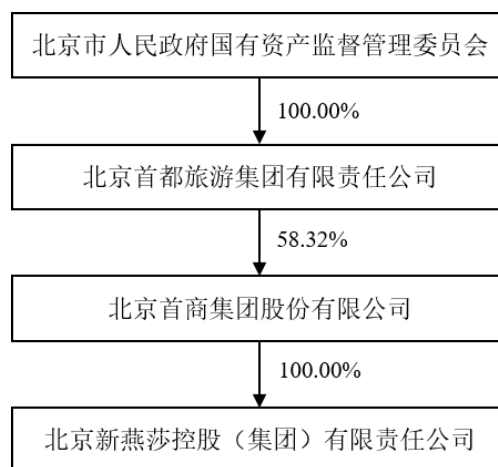 北京市人民政府国有资产监督管理委员会
100.00%
北京首都旅游集团有限责任公司
58.32%
北京首商集团股份有限公司
100.00%
北京新燕莎控股（集团）有限责任公司